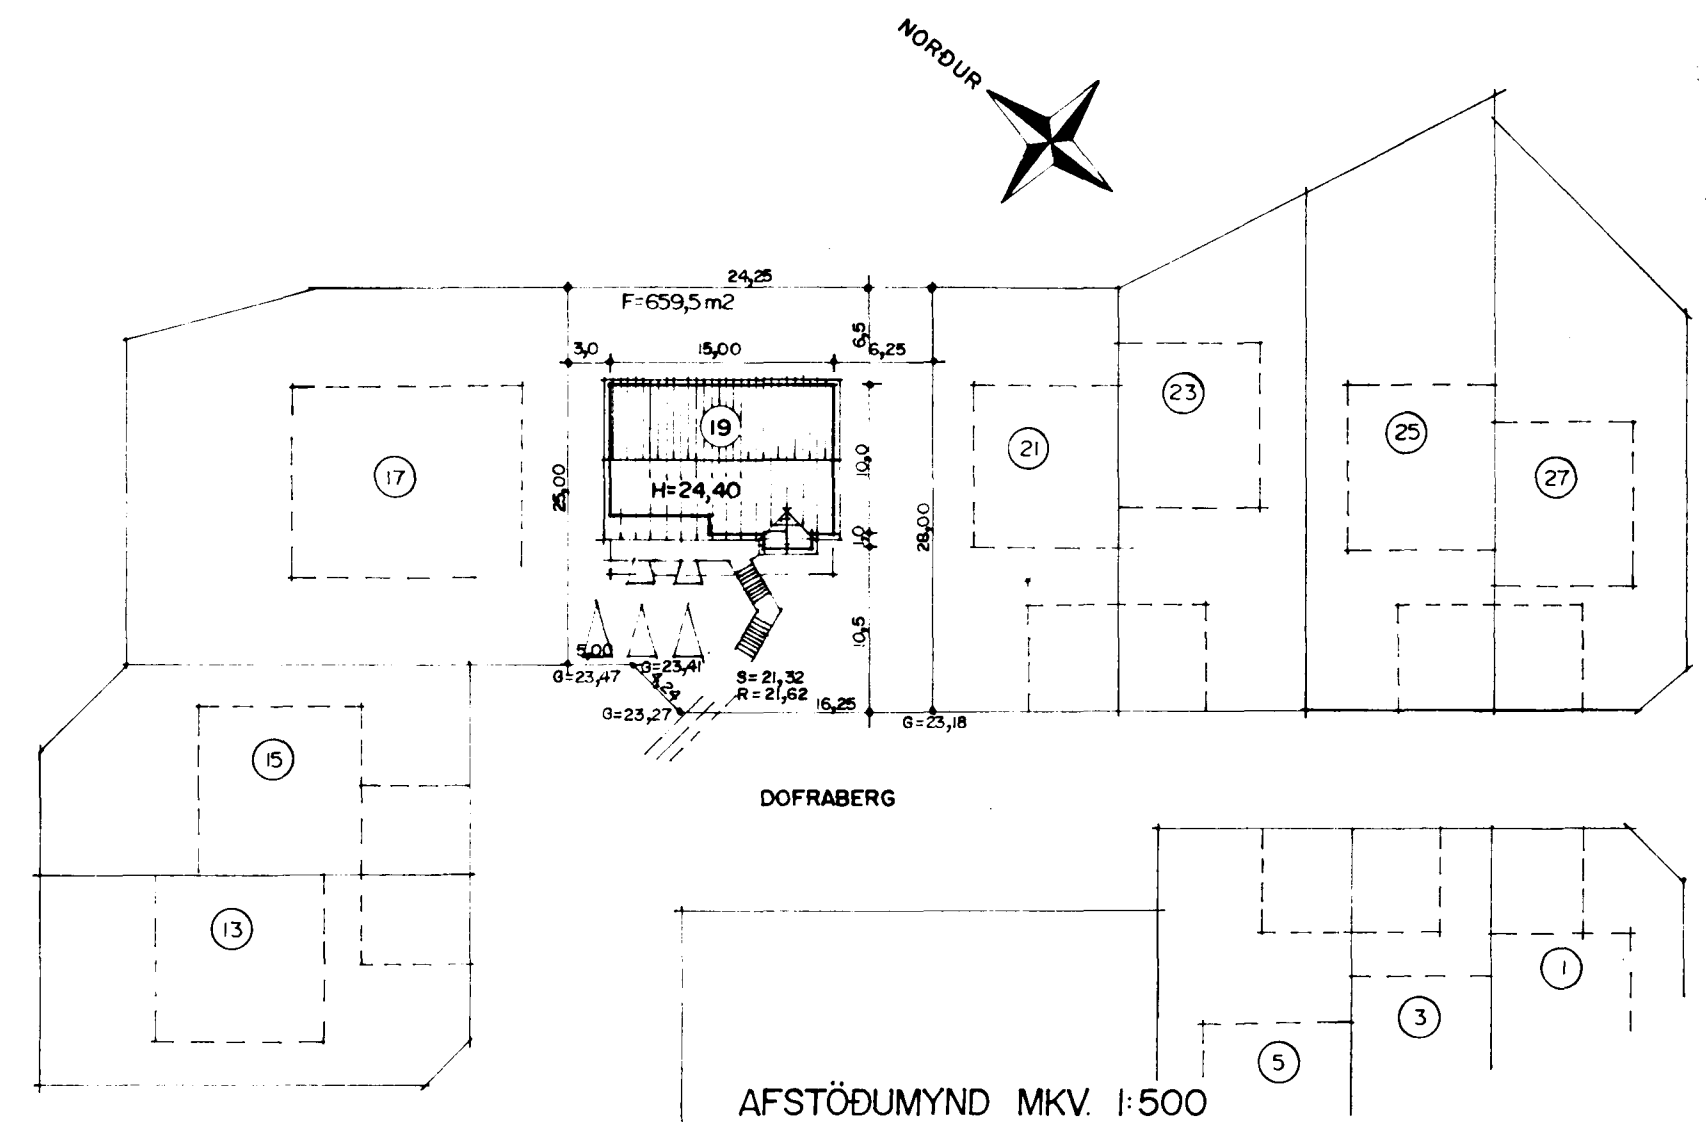 NORÐUR
24,25
F=659,5 m2
3,0
15,00
6,5
6,25
19
23
17
21
25
27
25,00
H=24,40
10,0
28,00
1,0
10,5
5,00
G=23,47
G=23,41
4,24
S=21,32
R=21,62
G=23,27
16,25
G=23,18
15
DOFRABERG
13
1
3
5
AFSTÖÐUMYND MKV. 1:500